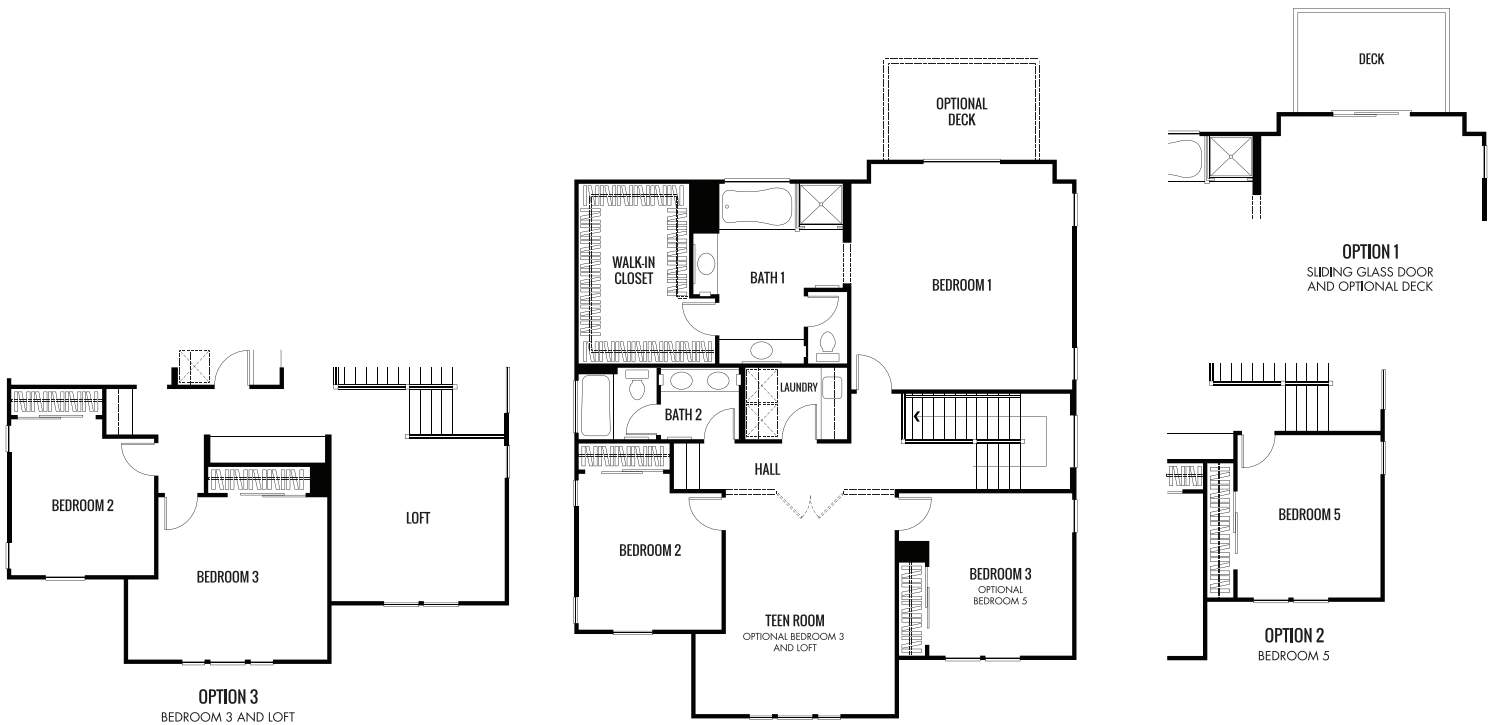 DECK
OPTION 1
SLIDING GLASS DOOR
AND OPTIONAL DECK
OPTIONAL
DECK
WALK-IN
CLOSET
BATH 1
BEDROOM 1
LAUNDRY
BATH 2
HALL
BEDROOM 2
BEDROOM 3
OPTIONAL
BEDROOM 5
TEEN ROOM
OPTIONAL BEDROOM 3
AND LOFT
BEDROOM 2
LOFT
BEDROOM 3
OPTION 3
BEDROOM 3 AND LOFT
BEDROOM 5
OPTION 2
BEDROOM 5